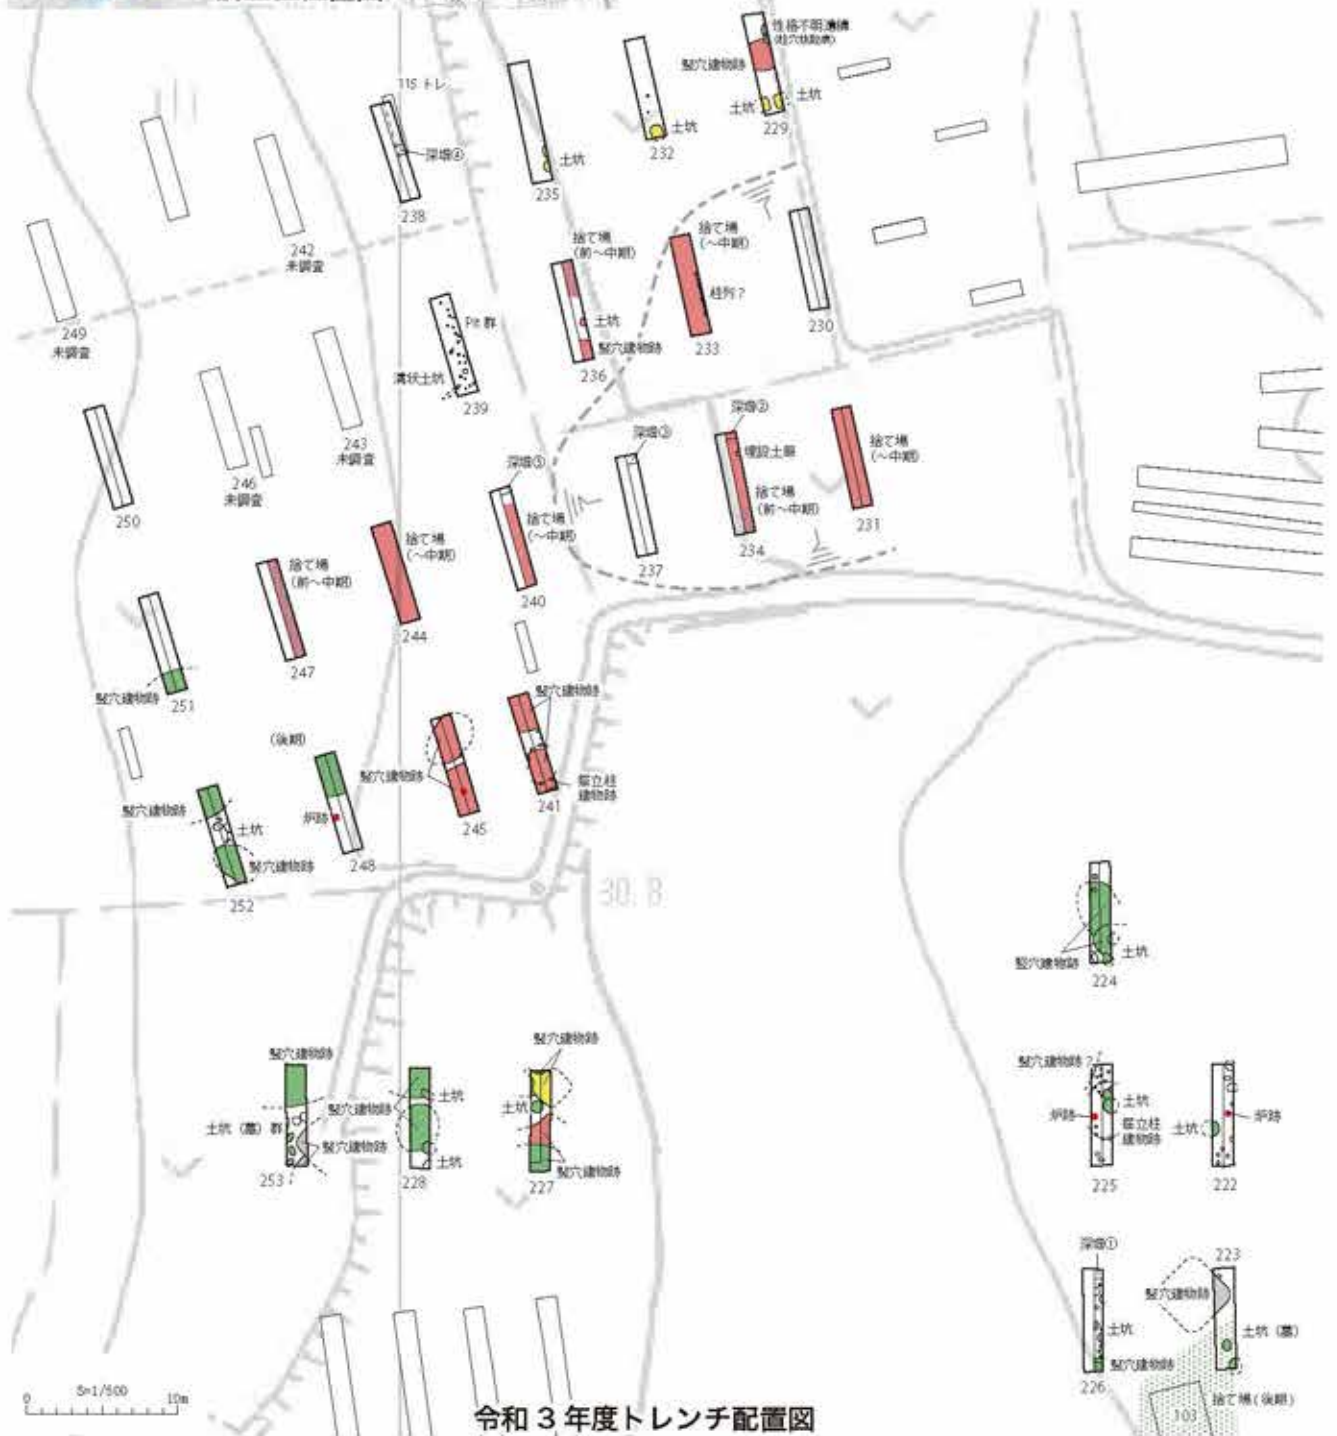 性格不明遺構
竪穴建物跡
土坑
土坑
229
土坑
232
土坑
235
115 トレ
深堀④
238
242
未調査
249
未調査
捨て場
(前～中期)
土坑
竪穴建物跡
236
捨て場
(～中期)
柱列？
233
230
Pit 群
溝状土坑
239
243
未調査
246
未調査
250
深堀⑤
捨て場
(～中期)
240
237
深堀②
埋設土器
捨て場
(前～中期)
234
捨て場
(～中期)
231
捨て場
(～中期)
244
捨て場
(前～中期)
247
竪穴建物跡
251
(後期)
炉跡
248
竪穴建物跡
245
竪穴建物跡
掘立柱
建物跡
241
竪穴建物跡
土坑
竪穴建物跡
252
30.8
竪穴建物跡
土坑
224
竪穴建物跡
土坑（墓）群
竪穴建物跡
253
竪穴建物跡
土坑
土坑
228
竪穴建物跡
土坑
竪穴建物跡
227
竪穴建物跡？
炉跡
土坑
掘立柱
建物跡
225
土坑
炉跡
222
深堀①
土坑
竪穴建物跡
226
223
竪穴建物跡
土坑（墓）
捨て場(後期)
103
S=1/500
0 10m
令和３年度トレンチ配置図